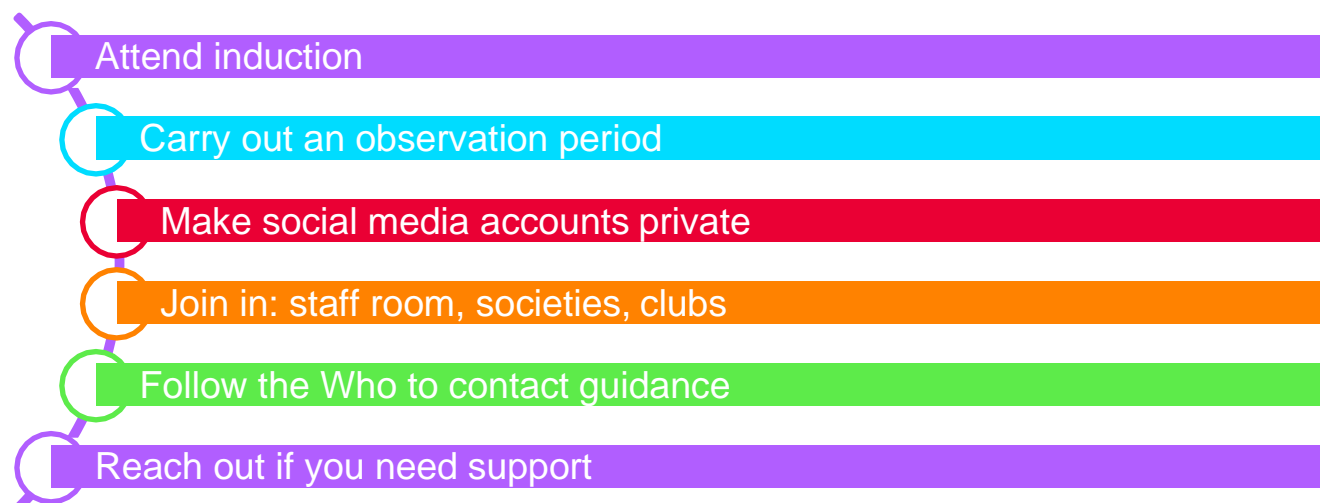 Attend induction
Carry out an observation period
Make social media accounts private
Join in: staff room, societies, clubs
Follow the Who to contact guidance
Reach out if you need support